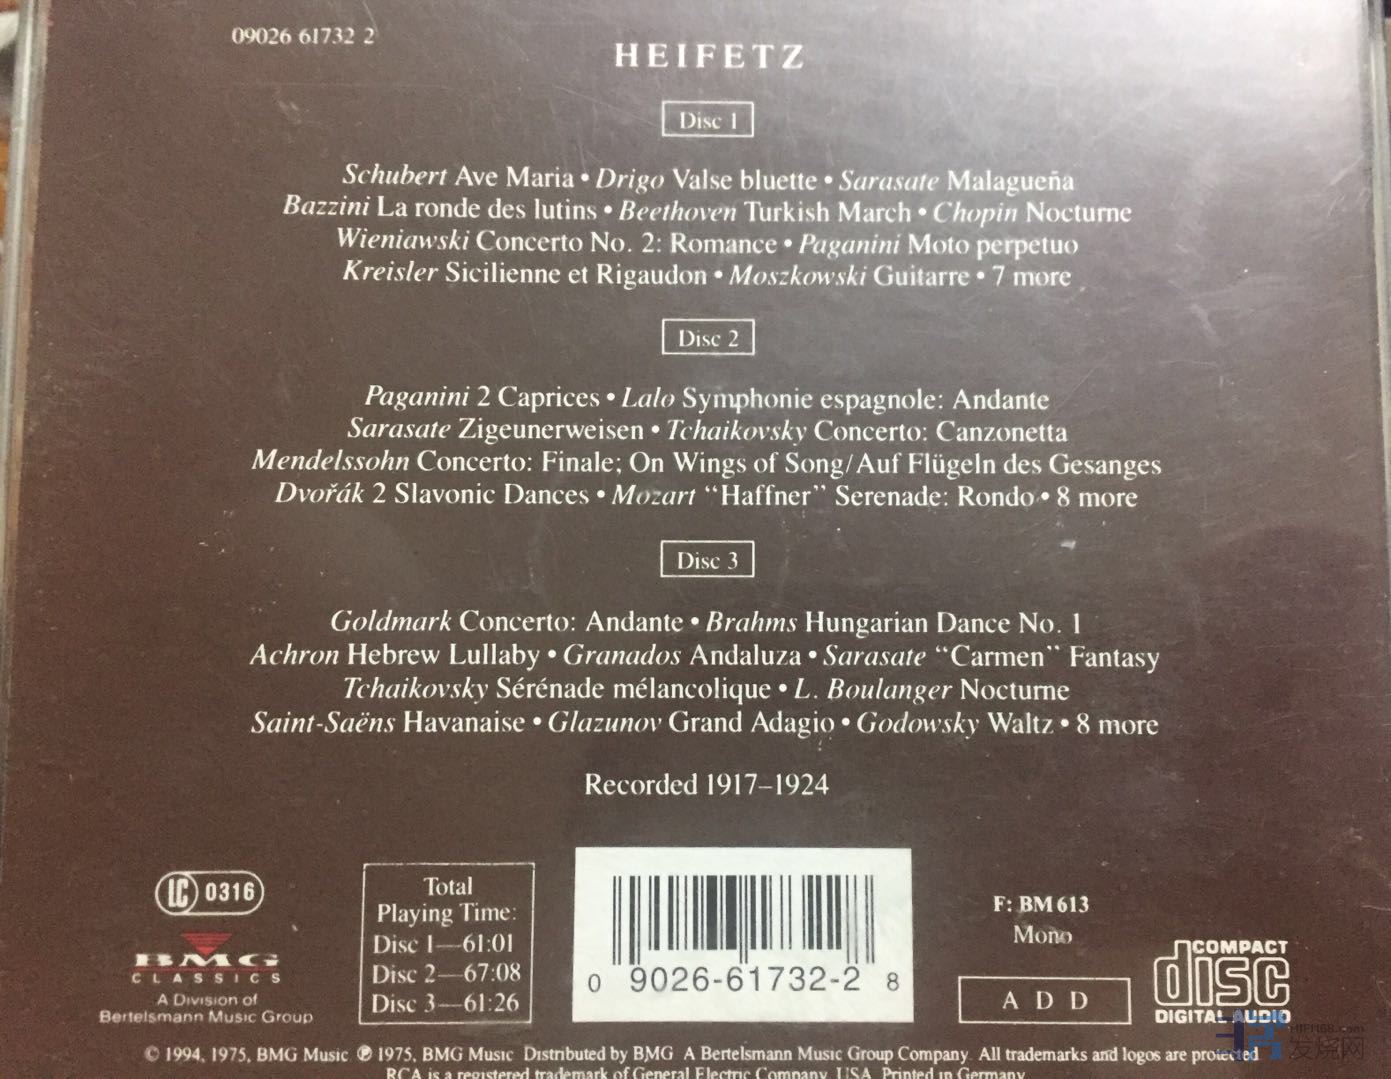 09026 61732 2
HEIFETZ
Disc 1
Schubert Ave Maria • Drigo Valse bluette • Sarasate Malagueña
Bazzini La ronde des lutins • Beethoven Turkish March • Chopin Nocturne
Wieniawski Concerto No. 2: Romance • Paganini Moto perpetuo
Kreisler Sicilienne et Rigaudon • Moszkowski Guitarre • 7 more
Disc 2
Paganini 2 Caprices • Lalo Symphonie espagnole: Andante
Sarasate Zigeunerweisen • Tchaikovsky Concerto: Canzonetta
Mendelssohn Concerto: Finale; On Wings of Song/Auf Flügeln des Gesanges
Dvořák 2 Slavonic Dances • Mozart “Haffner” Serenade: Rondo • 8 more
Disc 3
Goldmark Concerto: Andante • Brahms Hungarian Dance No. 1
Achron Hebrew Lullaby • Granados Andaluza • Sarasate “Carmen” Fantasy
Tchaikovsky Sérénade mélancolique • L. Boulanger Nocturne
Saint-Saëns Havanaise • Glazunov Grand Adagio • Godowsky Waltz • 8 more
Recorded 1917–1924
LC 0316
BMG
CLASSICS
A Division of
Bertelsmann Music Group
Total
Playing Time:
Disc 1—61:01
Disc 2—67:08
Disc 3—61:26
0 9026-61732-2 8
F: BM 613
Mono
A D D
COMPACT
disc
DIGITAL AUDIO
HIFI168.com
发烧网
© 1994, 1975, BMG Music ℗ 1975, BMG Music Distributed by BMG A Bertelsmann Music Group Company. All trademarks and logos are protected
RCA is a registered trademark of General Electric Company, USA. Printed in Germany